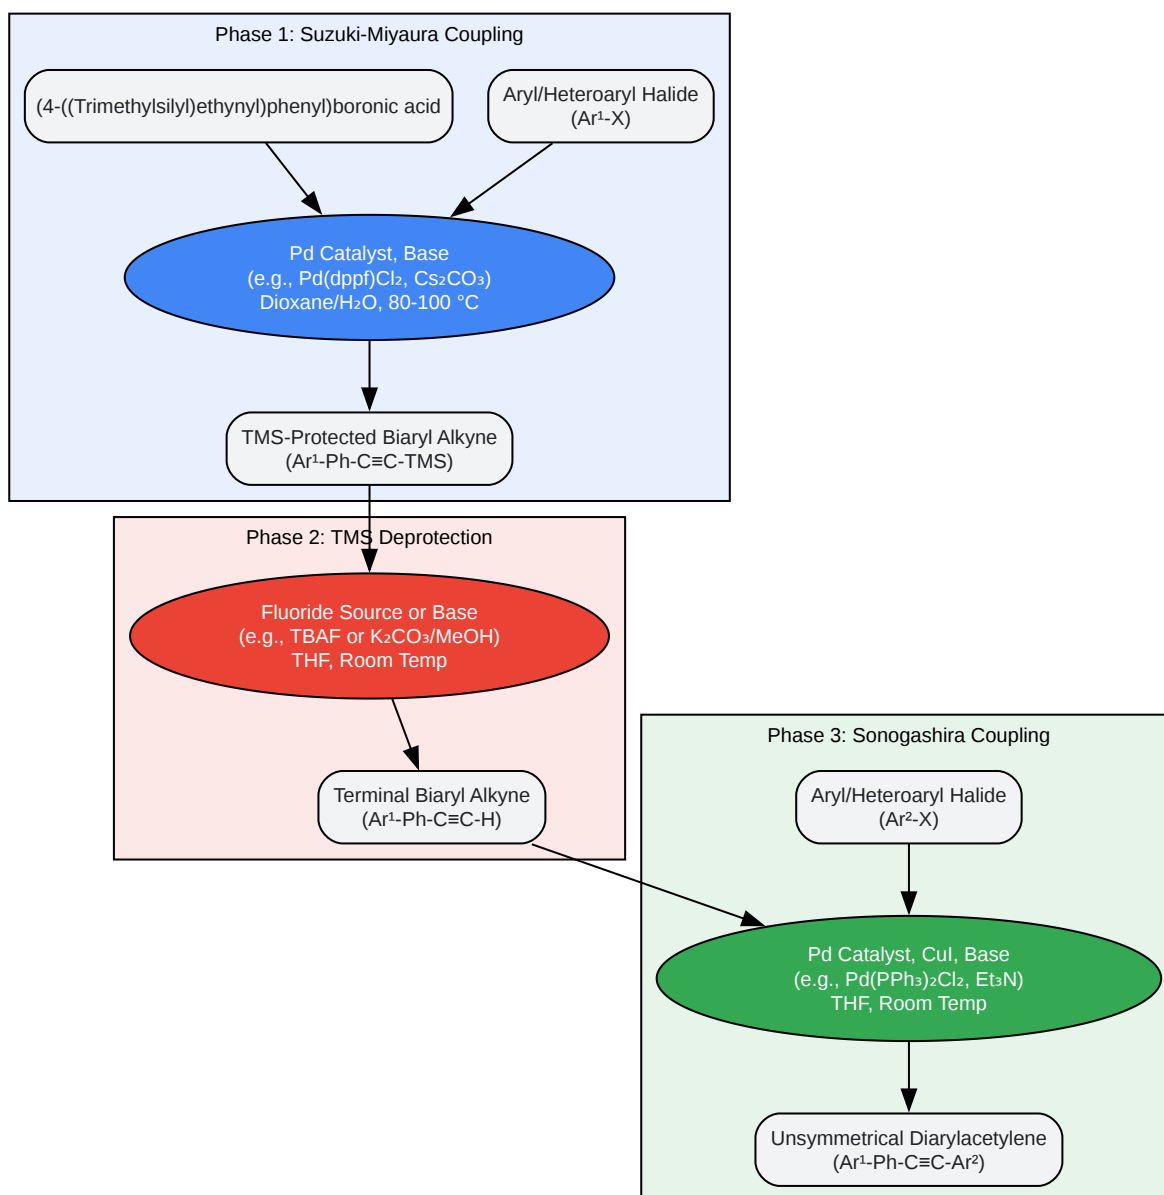 Phase 1: Suzuki-Miyaura Coupling
(4-((Trimethylsilyl)ethynyl)phenyl)boronic acid
Aryl/Heteroaryl Halide
(Ar¹-X)
Pd Catalyst, Base
(e.g., Pd(dppf)Cl₂, Cs₂CO₃)
Dioxane/H₂O, 80-100 °C
TMS-Protected Biaryl Alkyne
(Ar¹-Ph-C≡C-TMS)
Phase 2: TMS Deprotection
Fluoride Source or Base
(e.g., TBAF or K₂CO₃/MeOH)
THF, Room Temp
Terminal Biaryl Alkyne
(Ar¹-Ph-C≡C-H)
Phase 3: Sonogashira Coupling
Aryl/Heteroaryl Halide
(Ar²-X)
Pd Catalyst, CuI, Base
(e.g., Pd(PPh₃)₂Cl₂, Et₃N)
THF, Room Temp
Unsymmetrical Diarylacetylene
(Ar¹-Ph-C≡C-Ar²)